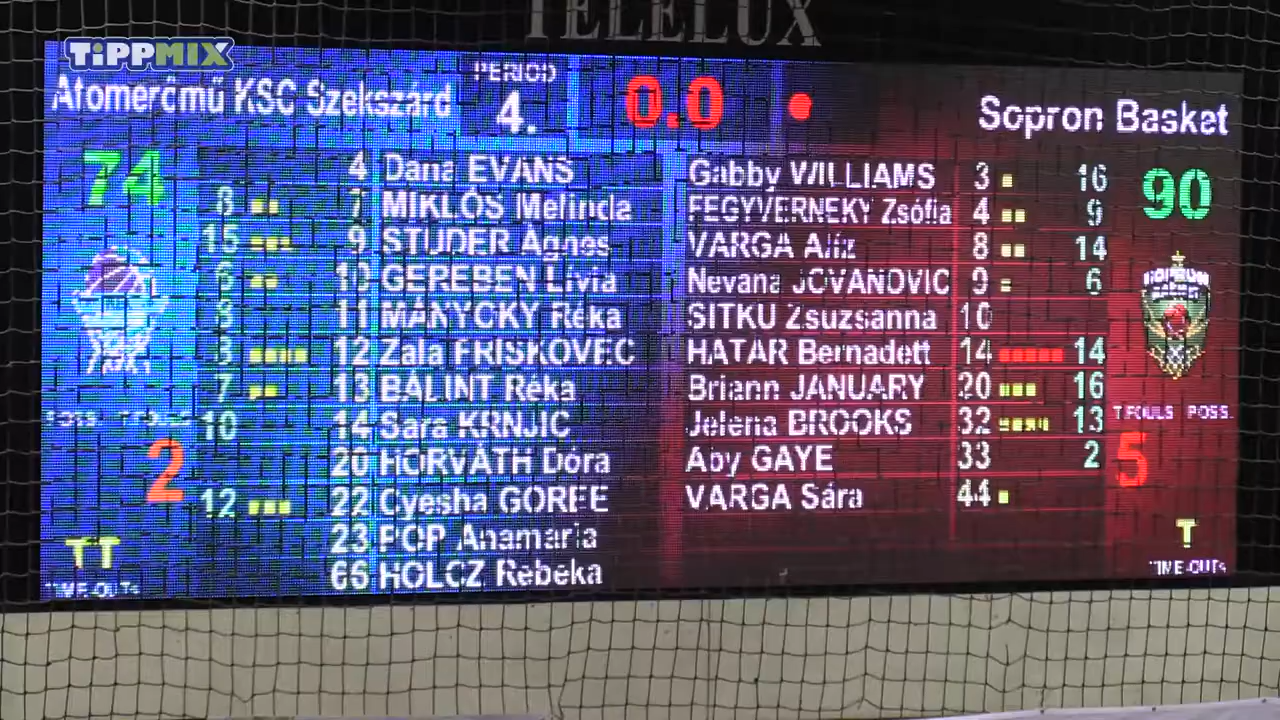 TELELUX
TiPPMIX
PERIOD
Atomerőmű KSC Szekszárd 4. 0.0 Sopron Basket
74 90
4 Dana EVANS
8 7 MIKLÓS Melinda
15 9 STUDER Ágnes
10 GEREBEN Lívia
11 MÁNYOKY Réka
12 Zala FRISKOVEC
7 13 BÁLINT Réka
10 14 Sara KRNJIC
20 HORVÁTH Dóra
12 22 Cyesha GOREE
23 POP Anamaria
66 HOLCZ Rebeka
2
TT
TIME-OUTs
Gabby WILLIAMS 3 16
FEGYVERNEKY Zsófia 4 9
VARGA Alíz 8 14
Nevena JOVANOVIC 9 6
SITKU Zsuzsanna 10
HATAR Bernadett 14 14
Briann JANUARY 20 16
Jelena BROOKS 32 13
Aby GAYE 33 2
VARGA Sára 44
T.FOULS POSS.
5
T
TIME-OUTs